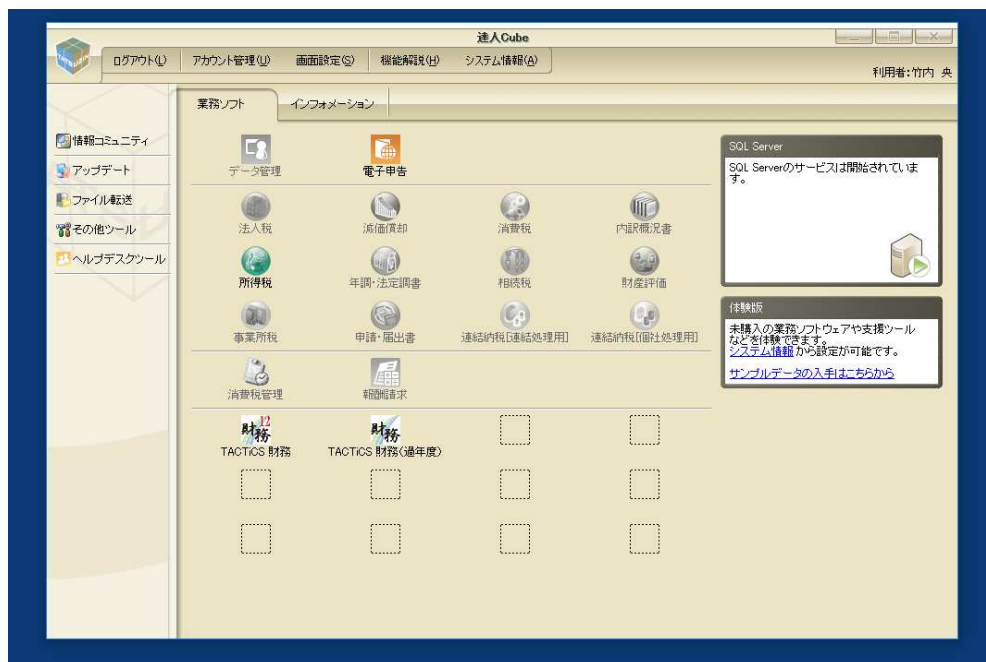 達人Cube
ログアウト(L)
アカウント管理(U)
画面設定(S)
機能解説(H)
システム情報(A)
利用者:竹内 央
業務ソフト
インフォメーション
情報コミュニティ
アップデート
ファイル転送
その他ツール
ヘルプデスクツール
データ管理
電子申告
法人税
減価償却
消費税
内訳概況書
所得税
年調・法定調書
相続税
財産評価
事業所税
申請・届出書
連結納税[連結処理用]
連結納税[個社処理用]
消費税管理
報酬請求
財務12
TACTiCS 財務
財務
TACTiCS 財務(過年度)
SQL Server
SQL Serverのサービスは開始されていま
す。
体験版
未購入の業務ソフトウェアや支援ツール
などを体験できます。
システム情報 から設定が可能です。
サンプルデータの入手はこちらから